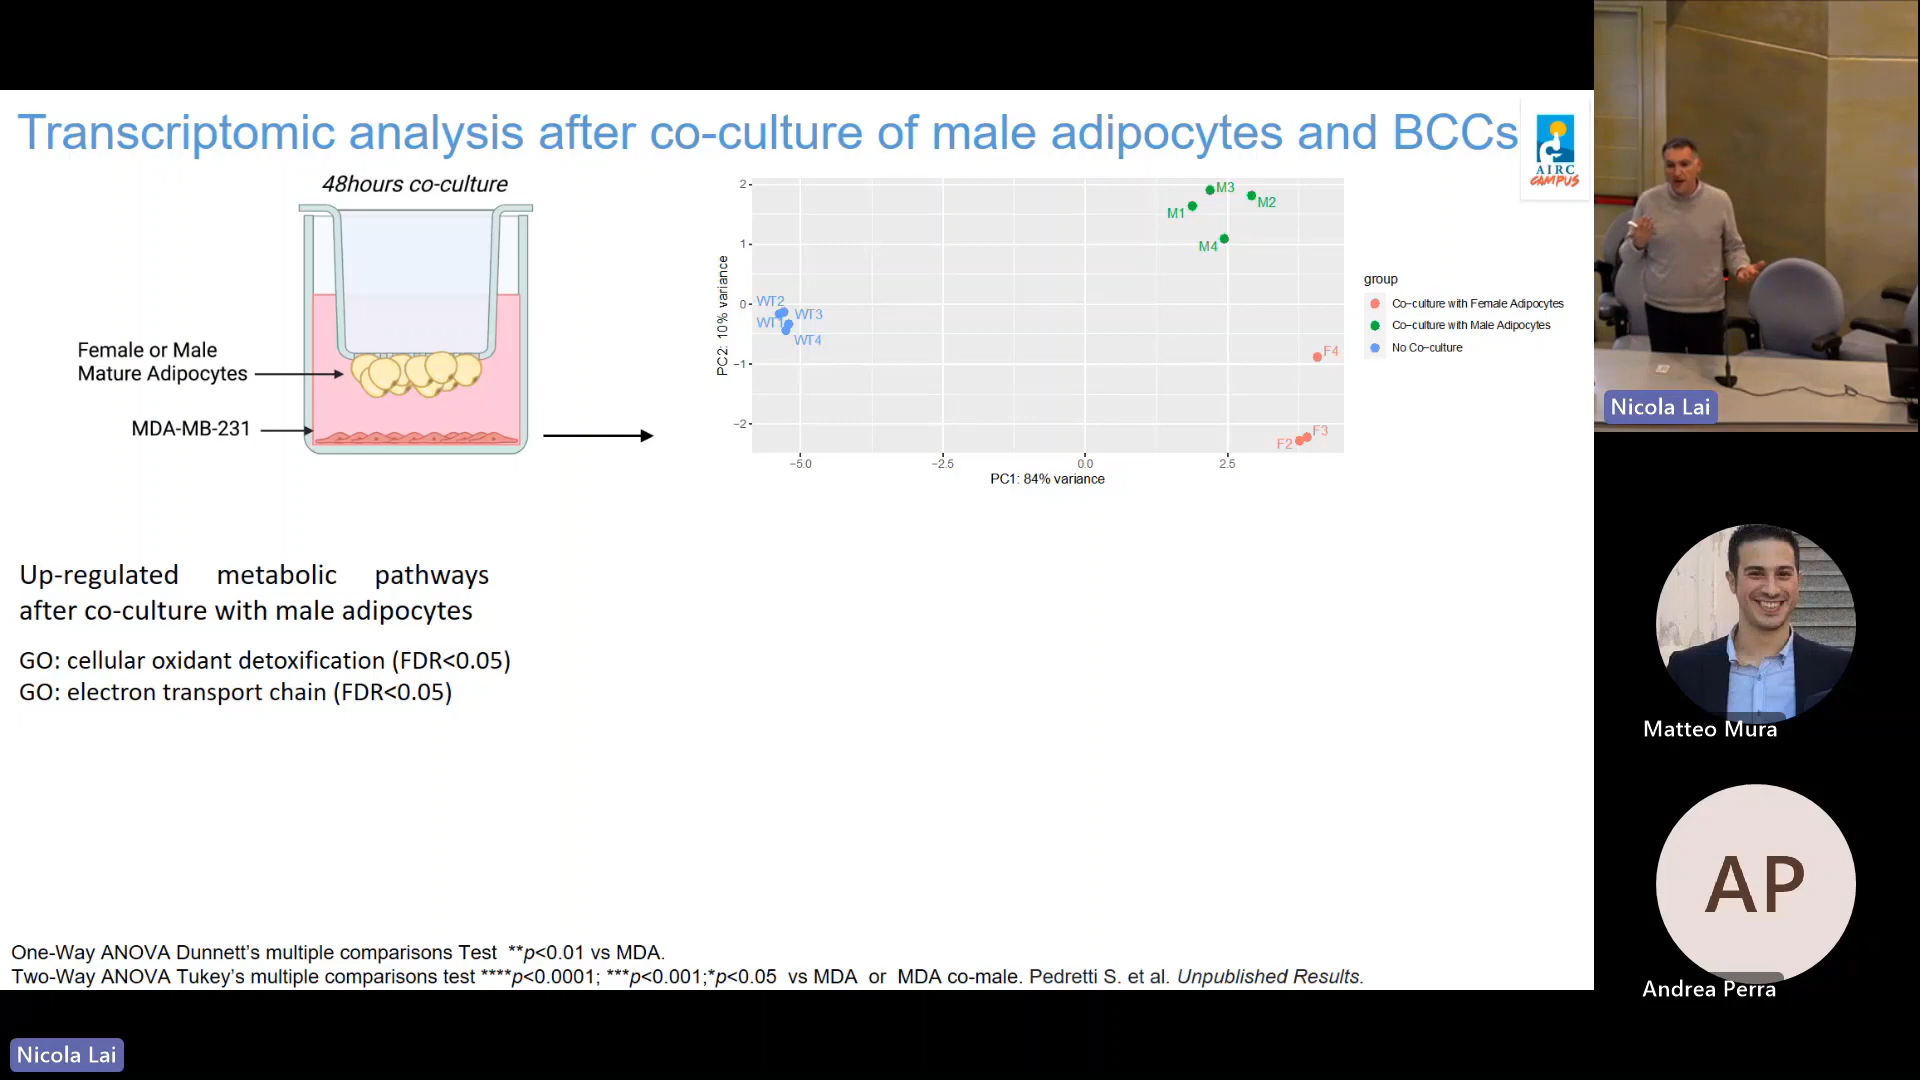 Transcriptomic analysis after co-culture of male adipocytes and BCCs
AIRC
CAMPUS
48hours co-culture
Female or Male
Mature Adipocytes
MDA-MB-231
PC2: 10% variance
2
1
0
−1
−2
M3
M2
M1
M4
WT2
WT3
WT1
WT4
F4
F3
F2
−5.0
−2.5
0.0
2.5
PC1: 84% variance
group
Co−culture with Female Adipocytes
Co−culture with Male Adipocytes
No Co−culture
Up-regulated metabolic pathways
after co-culture with male adipocytes
GO: cellular oxidant detoxification (FDR<0.05)
GO: electron transport chain (FDR<0.05)
One-Way ANOVA Dunnett's multiple comparisons Test **p<0.01 vs MDA.
Two-Way ANOVA Tukey's multiple comparisons test ****p<0.0001; ***p<0.001;*p<0.05 vs MDA or MDA co-male. Pedretti S. et al. Unpublished Results.
Nicola Lai
Matteo Mura
AP
Andrea Perra
Nicola Lai